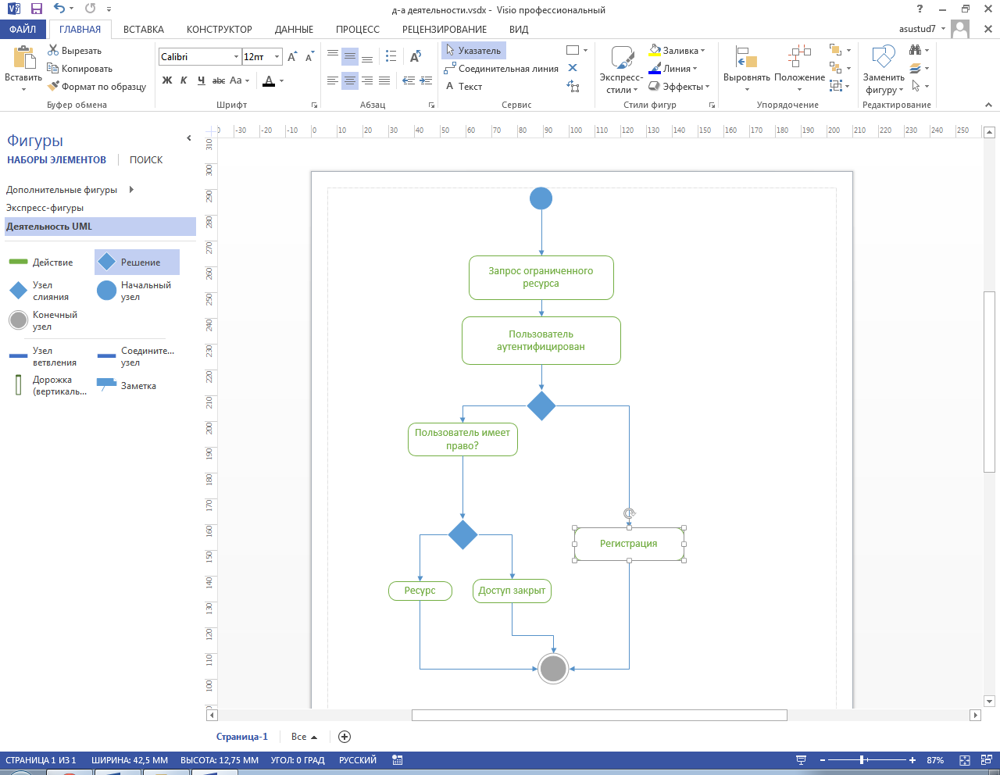 д-а деятельности.vsdx - Visio профессиональный
ФАЙЛ ГЛАВНАЯ ВСТАВКА КОНСТРУКТОР ДАННЫЕ ПРОЦЕСС РЕЦЕНЗИРОВАНИЕ ВИД asustud7
Вставить
Вырезать
Копировать
Формат по образцу
Буфер обмена
Calibri 12пт
Ж К Ч abc Aa А
Шрифт
Абзац
Указатель
Соединительная линия
Текст
Сервис
Экспресс-
стили
Заливка
Линия
Эффекты
Стили фигур
Выровнять
Положение
Упорядочение
Заменить
фигуру
Редактирование
Фигуры
НАБОРЫ ЭЛЕМЕНТОВ ПОИСК
Дополнительные фигуры
Экспресс-фигуры
Деятельность UML
Действие
Решение
Узел
слияния
Начальный
узел
Конечный
узел
Узел
ветвления
Соедините...
узел
Дорожка
(вертикаль...
Заметка
0 -30 -20 -10 0 10 20 30 40 50 60 70 80 90 100 110 120 130 140 150 160 170 180 190 200 210 220 230 240 250
310
300
290
280
270
260
250
240
230
220
210
200
190
180
170
160
150
140
130
120
110
100
Запрос ограниченного
ресурса
Пользователь
аутентифицирован
Пользователь имеет
право?
Регистрация
Ресурс
Доступ закрыт
Страница-1 Все
СТРАНИЦА 1 ИЗ 1 ШИРИНА: 42,5 ММ ВЫСОТА: 12,75 ММ УГОЛ: 0 ГРАД РУССКИЙ 87%